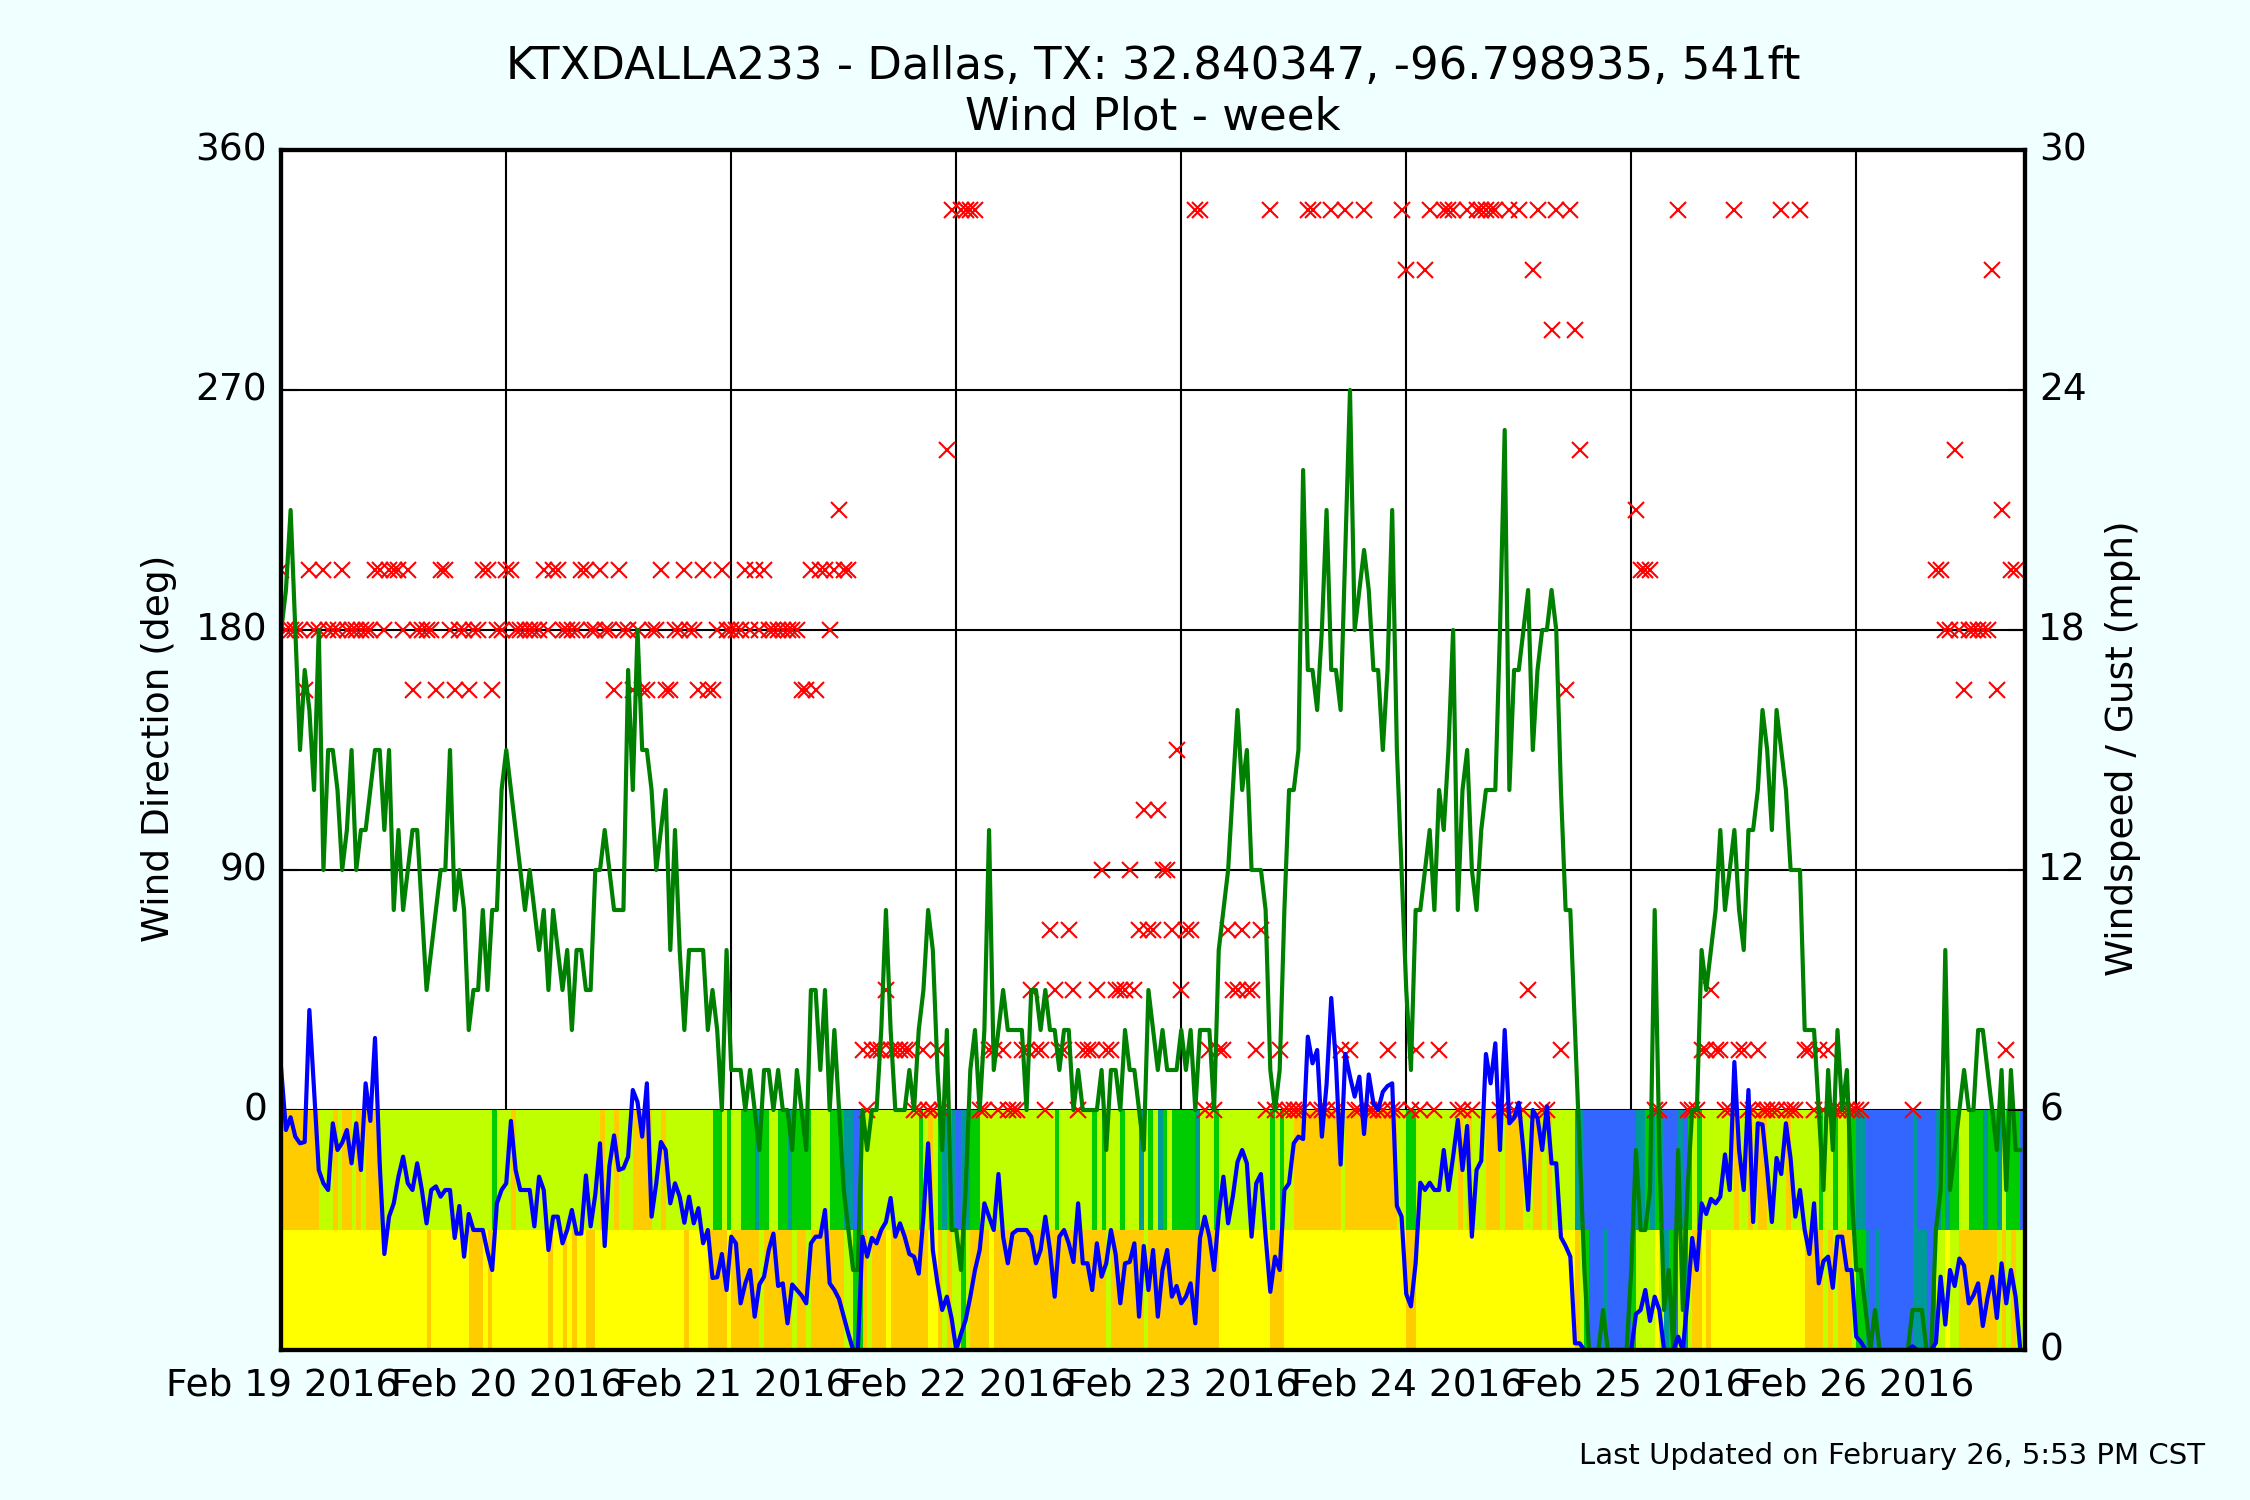 KTXDALLA233 - Dallas, TX: 32.840347, -96.798935, 541ft
Wind Plot - week
360
270
180
90
0
Wind Direction (deg)
30
24
18
12
6
0
Windspeed / Gust (mph)
Feb 19 2016 Feb 20 2016 Feb 21 2016 Feb 22 2016 Feb 23 2016 Feb 24 2016 Feb 25 2016 Feb 26 2016
Last Updated on February 26, 5:53 PM CST